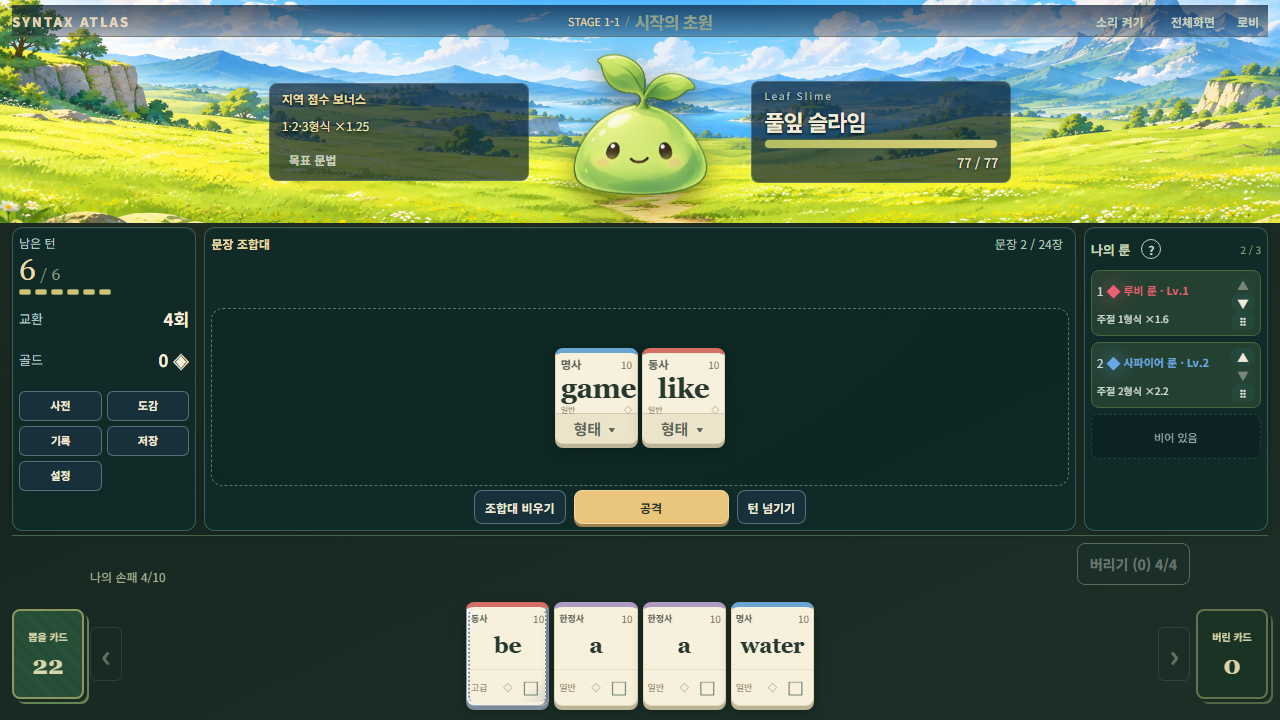 SYNTAX ATLAS
STAGE 1-1 / 시작의 초원
소리 켜기 전체화면 로비
지역 점수 보너스
1·2·3형식 ×1.25
목표 문법
Leaf Slime
풀잎 슬라임
77 / 77
남은 턴
6 / 6
교환 4회
골드 0
사전 도감
기록 저장
설정
문장 조합대 문장 2 / 24장
명사 10
game
일반
형태 ▼
동사 10
like
일반
형태 ▼
조합대 비우기 공격 턴 넘기기
나의 룬 ? 2 / 3
1 루비 룬 · Lv.1
주절 1형식 ×1.6
2 사파이어 룬 · Lv.2
주절 2형식 ×2.2
비어 있음
나의 손패 4/10
버리기 (0) 4/4
뽑을 카드
22
동사 10
be
고급
한정사 10
a
일반
한정사 10
a
일반
명사 10
water
일반
버린 카드
0